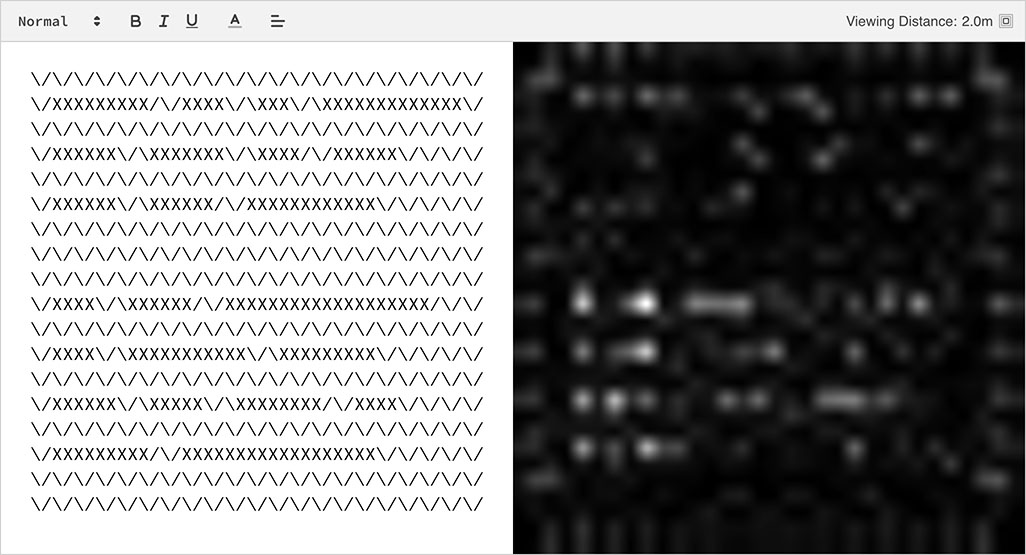 Normal B I U A Viewing Distance: 2.0m
\/\/\/\/\/\/\/\/\/\/\/\/\/\/\/\/\/\/\/\/\/
\/XXXXXXXXX/\/XXXX\/\XXX\/\XXXXXXXXXXXXX\/
\/\/\/\/\/\/\/\/\/\/\/\/\/\/\/\/\/\/\/\/\/
\/XXXXXX\/\XXXXXXX\/\XXXX/\/XXXXXX\/\/\/\/
\/\/\/\/\/\/\/\/\/\/\/\/\/\/\/\/\/\/\/\/\/
\/XXXXXX\/\XXXXXX/\/XXXXXXXXXXXX\/\/\/\/\/
\/\/\/\/\/\/\/\/\/\/\/\/\/\/\/\/\/\/\/\/\/
\/\/\/\/\/\/\/\/\/\/\/\/\/\/\/\/\/\/\/\/\/
\/\/\/\/\/\/\/\/\/\/\/\/\/\/\/\/\/\/\/\/\/
\/XXXX\/\XXXXXX/\/XXXXXXXXXXXXXXXXXXX/\/\/
\/\/\/\/\/\/\/\/\/\/\/\/\/\/\/\/\/\/\/\/\/
\/XXXX\/\XXXXXXXXXXX\/\XXXXXXXXX\/\/\/\/\/
\/\/\/\/\/\/\/\/\/\/\/\/\/\/\/\/\/\/\/\/\/
\/XXXXXX\/\XXXXX\/\XXXXXXXX/\/XXXX\/\/\/\/
\/\/\/\/\/\/\/\/\/\/\/\/\/\/\/\/\/\/\/\/\/
\/XXXXXXXXX/\/XXXXXXXXXXXXXXXXXX\/\/\/\/\/
\/\/\/\/\/\/\/\/\/\/\/\/\/\/\/\/\/\/\/\/\/
\/\/\/\/\/\/\/\/\/\/\/\/\/\/\/\/\/\/\/\/\/